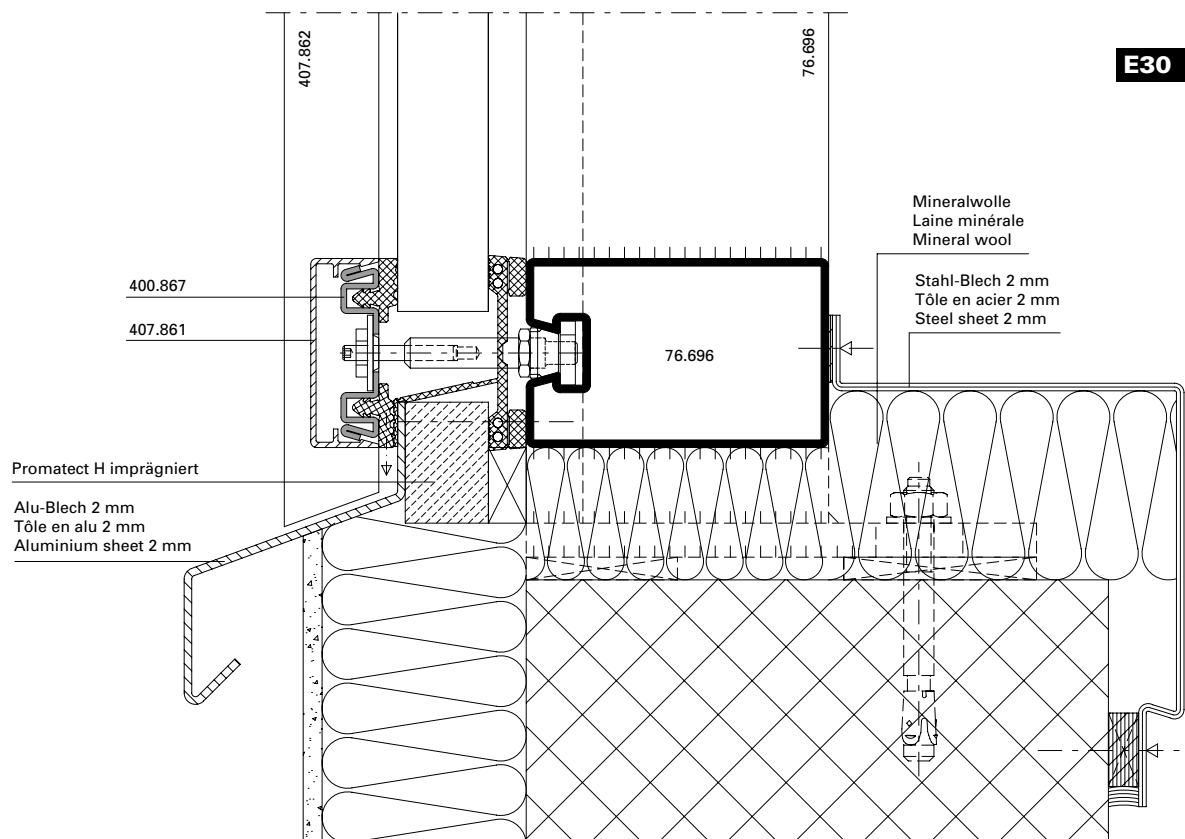 407.862
76.696
E30
Mineralwolle
Laine minérale
Mineral wool
Stahl-Blech 2 mm
Tôle en acier 2 mm
Steel sheet 2 mm
400.867
407.861
76.696
Promatect H imprägniert
Alu-Blech 2 mm
Tôle en alu 2 mm
Aluminium sheet 2 mm